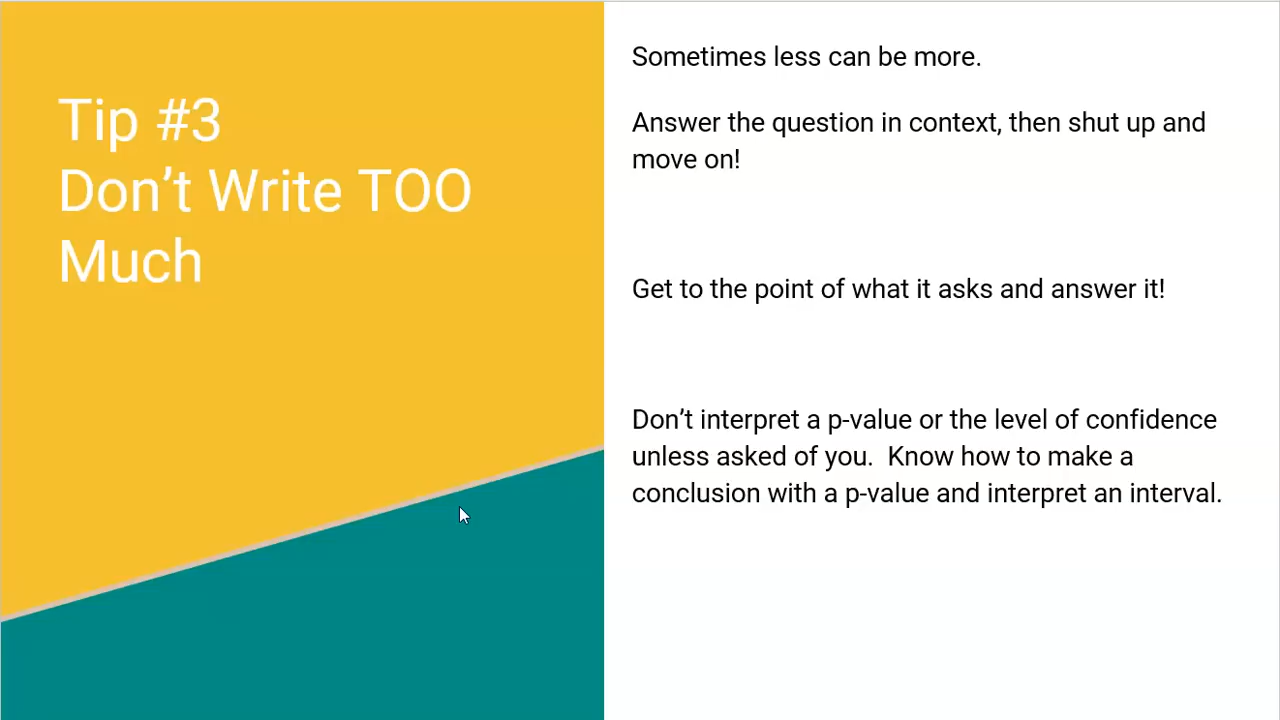 Tip #3
Don’t Write TOO
Much
Sometimes less can be more.
Answer the question in context, then shut up and
move on!
Get to the point of what it asks and answer it!
Don’t interpret a p-value or the level of confidence
unless asked of you.  Know how to make a
conclusion with a p-value and interpret an interval.